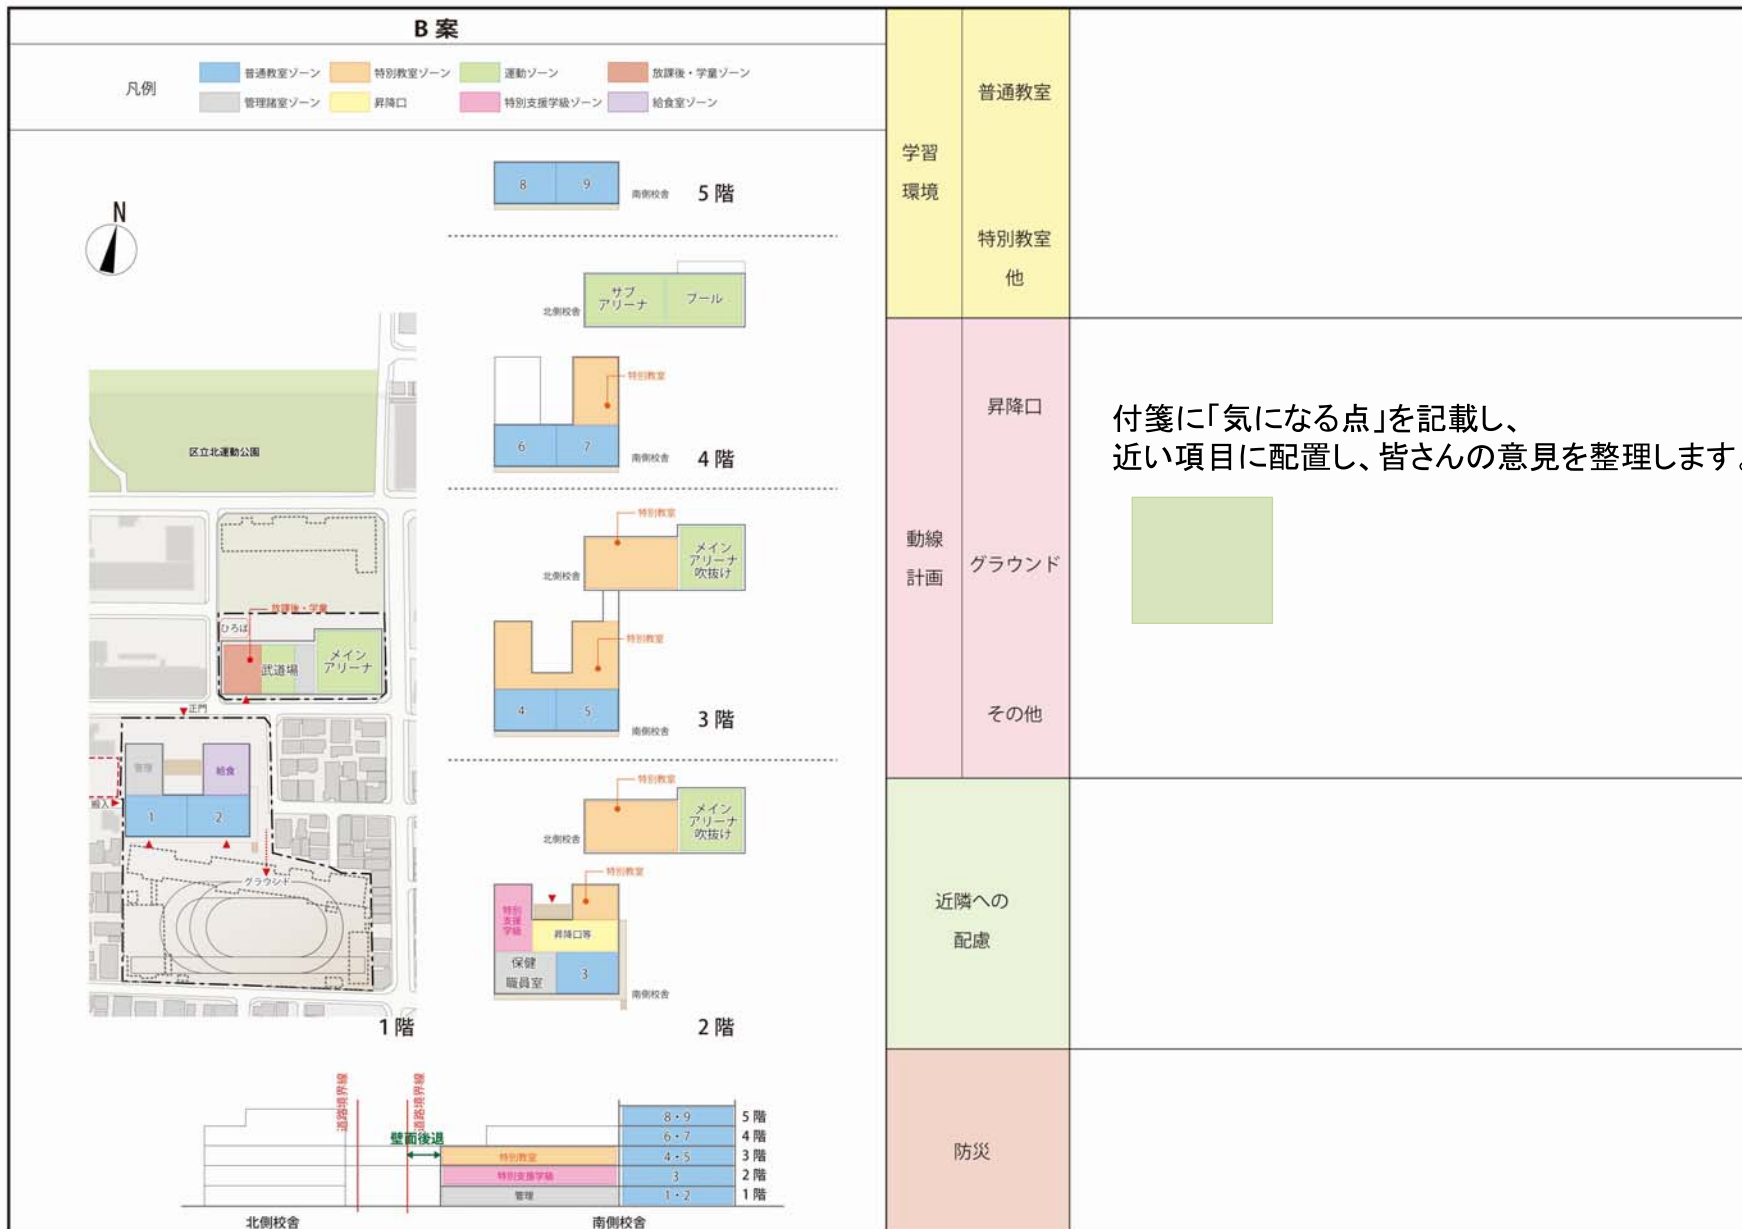 B 案
凡例
普通教室ゾーン
特別教室ゾーン
運動ゾーン
放課後・学童ゾーン
管理諸室ゾーン
昇降口
特別支援学級ゾーン
給食室ゾーン
N
8
9
南側校舎
5 階
サブ
アリーナ
プール
北側校舎
特別教室
6
7
南側校舎
4 階
特別教室
メイン
アリーナ
吹抜け
北側校舎
特別教室
4
5
南側校舎
3 階
特別教室
メイン
アリーナ
吹抜け
北側校舎
特別教室
特別
支援
学級
昇降口等
保健
職員室
3
南側校舎
2 階
区立北運動公園
放課後・学童
ひろば
武道場
メイン
アリーナ
正門
管理
給食
搬入
1
2
グラウンド
1 階
道路境界線
道路境界線
壁面後退
8・9
5 階
6・7
4 階
特別教室
4・5
3 階
特別支援学級
3
2 階
管理
1・2
1 階
北側校舎
南側校舎
学習
環境
普通教室
特別教室
他
動線
計画
昇降口
グラウンド
その他
付箋に「気になる点」を記載し、
近い項目に配置し、皆さんの意見を整理します。
近隣への
配慮
防災